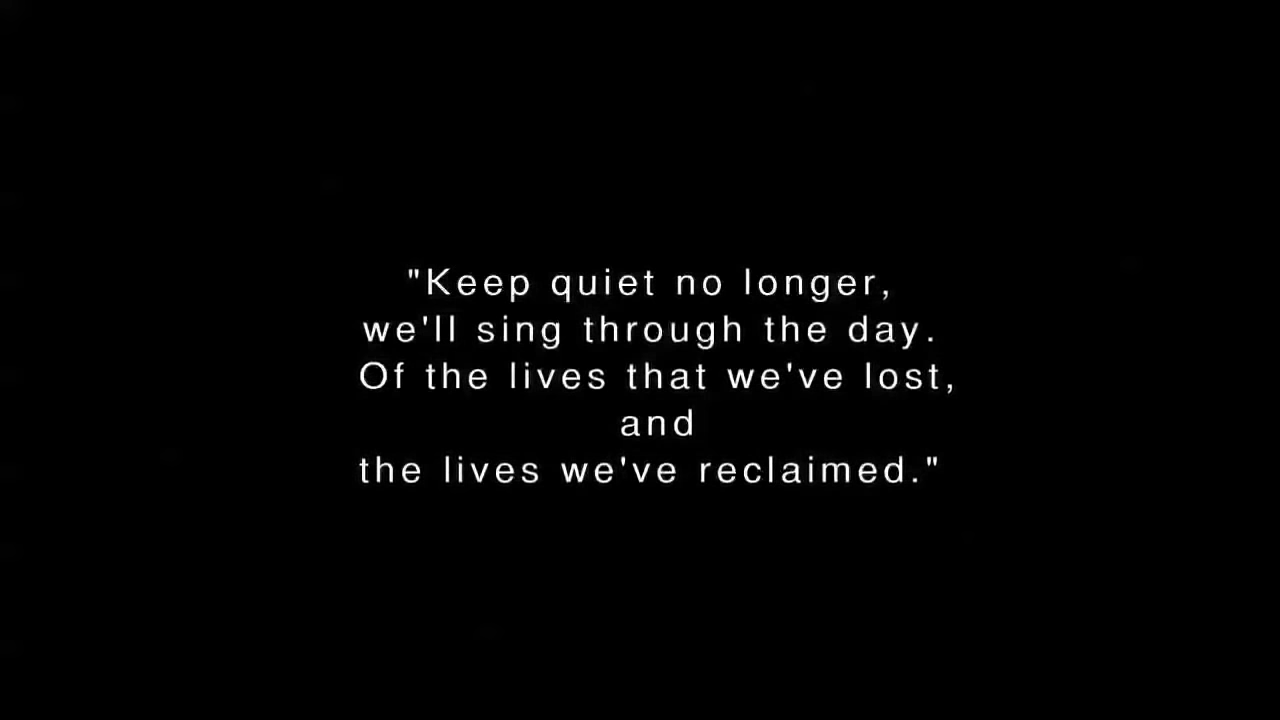 "Keep quiet no longer,
we'll sing through the day.
Of the lives that we've lost,
and
the lives we've reclaimed."